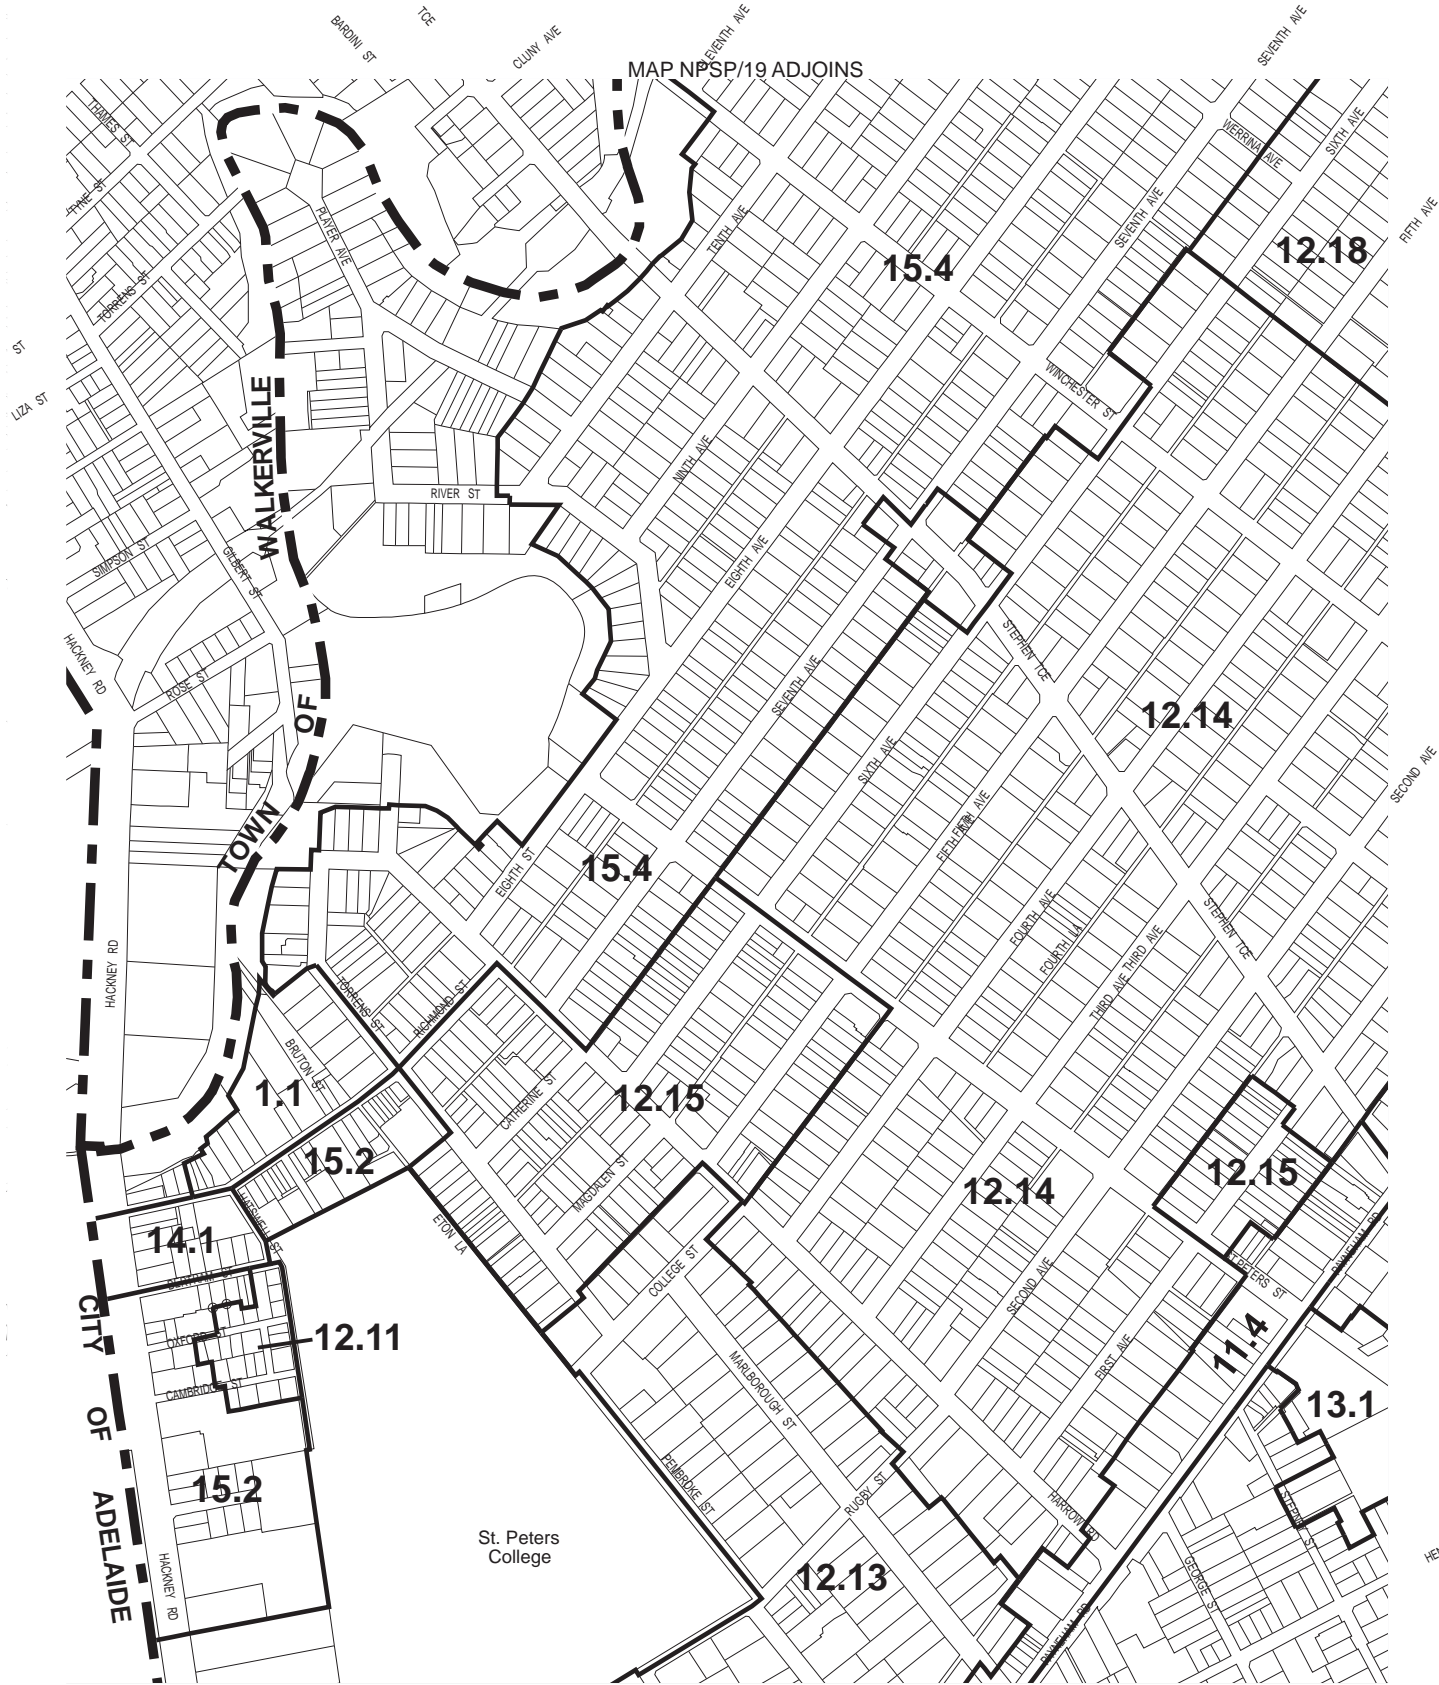 TCE
BARDINI ST
CLUNY AVE
SEVENTH AVE
MAP NPSP/19 ADJOINS
THAMES ST
WERRINA AVE
SIXTH AVE
TYNE ST
PLAYER AVE
TENTH AVE
SEVENTH AVE
FIFTH AVE
15.4
12.18
TORRENS ST
ST
LIZA ST
WINCHESTER ST
WALKERVILLE
NINTH AVE
RIVER ST
SIMPSON ST
GILBERT ST
EIGHTH AVE
HACKNEY RD
ROSE ST
STEPHEN TCE
OF
SEVENTH AVE
12.14
SIXTH AVE
SECOND AVE
TOWN
FIFTH AVE
15.4
EIGHTH ST
FOURTH AVE
FOURTH LA
STEPHEN TCE
THIRD AVE
THIRD AVE
HACKNEY RD
TORRENS ST
RICHMOND ST
BRUTON ST
1.1
CATHERINE ST
12.15
15.2
MAGDALEN ST
12.14
12.15
HATSWELL ST
ETON LA
14.1
COLLEGE ST
SECOND AVE
PAYNEHAM RD
CITY
OXFORD ST
12.11
11.4
FIRST AVE
MARLBOROUGH ST
CAMBRIDGE ST
13.1
OF
PEMBROKE ST
RUGBY ST
15.2
ADELAIDE
HARROW RD
STEPNEY ST
St. Peters
College
HACKNEY RD
12.13
GEORGE ST
PAYNEHAM RD